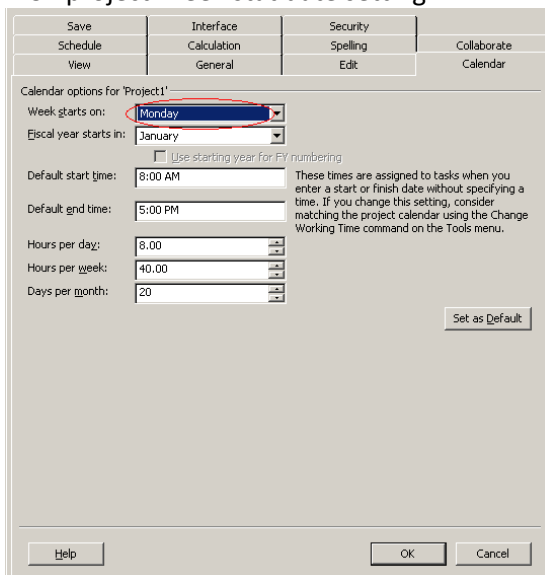 Save Interface Security
Schedule Calculation Spelling Collaborate
View General Edit Calendar
Calendar options for 'Project1'
Week starts on: Monday
Fiscal year starts in: January
Use starting year for FY numbering
Default start time: 8:00 AM
Default end time: 5:00 PM
These times are assigned to tasks when you
enter a start or finish date without specifying a
time. If you change this setting, consider
matching the project calendar using the Change
Working Time command on the Tools menu.
Hours per day: 8.00
Hours per week: 40.00
Days per month: 20
Set as Default
Help OK Cancel